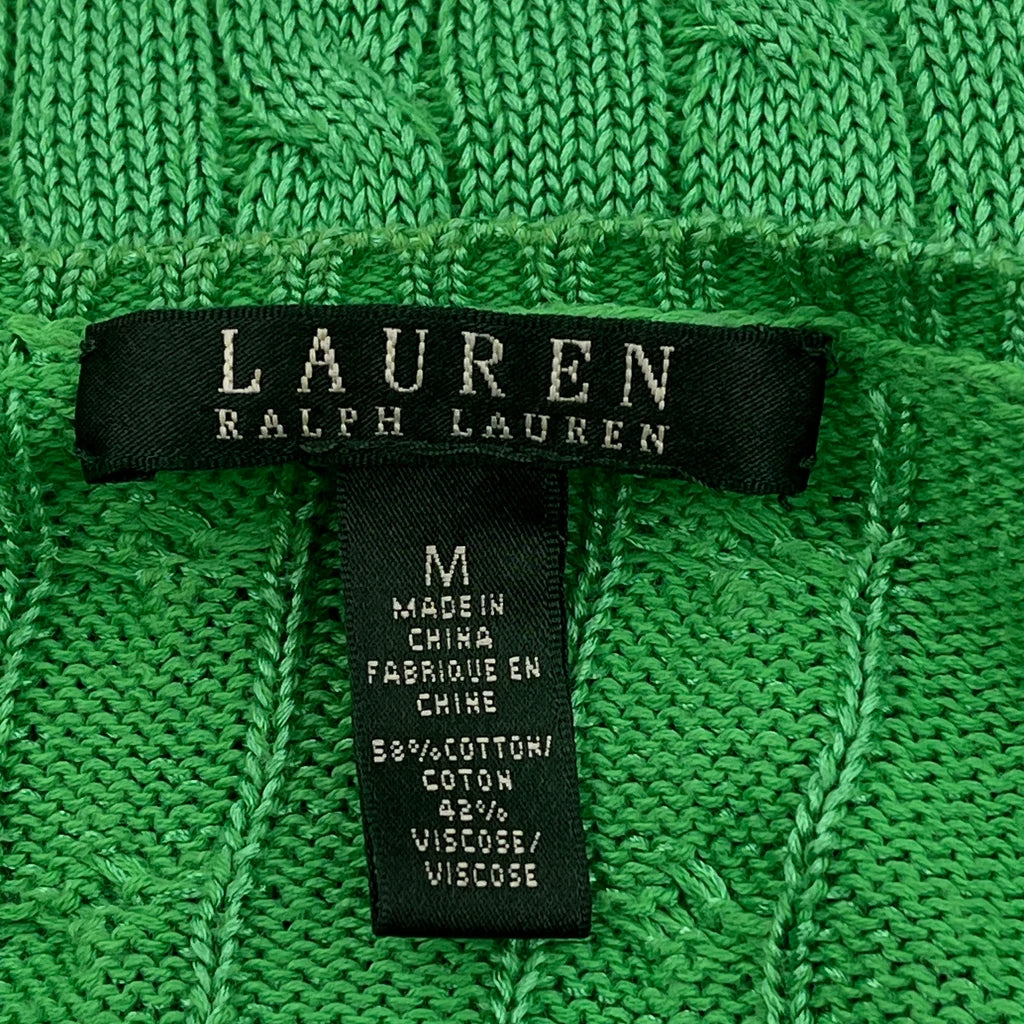 LAUREN
RALPH LAUREN
M
MADE IN
CHINA
FABRIQUE EN
CHINE
58%COTTON/
COTON
42%
VISCOSE/
VISCOSE